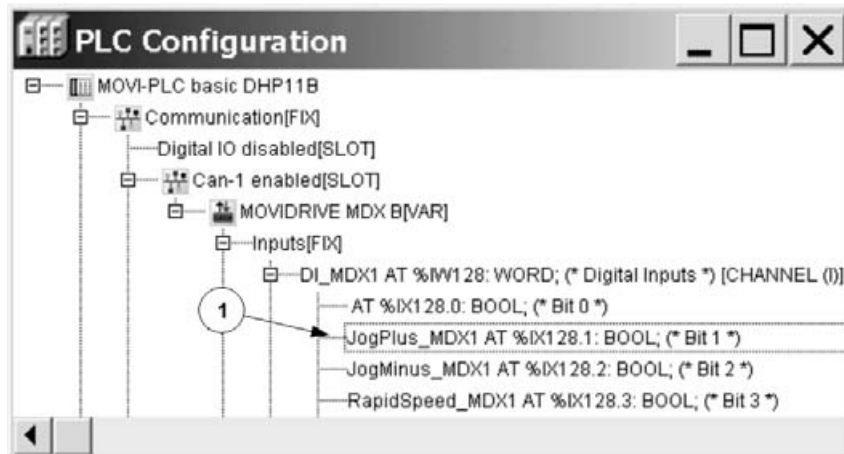 PLC Configuration
MOVI-PLC basic DHP11B
Communication[FIX]
Digital IO disabled[SLOT]
Can-1 enabled[SLOT]
MOVIDRIVE MDX B[VAR]
Inputs[FIX]
DI_MDX1 AT %IW128: WORD; (* Digital Inputs *) [CHANNEL (I)]
AT %IX128.0: BOOL; (* Bit 0 *)
1
JogPlus_MDX1 AT %IX128.1: BOOL; (* Bit 1 *)
JogMinus_MDX1 AT %IX128.2: BOOL; (* Bit 2 *)
RapidSpeed_MDX1 AT %IX128.3: BOOL; (* Bit 3 *)